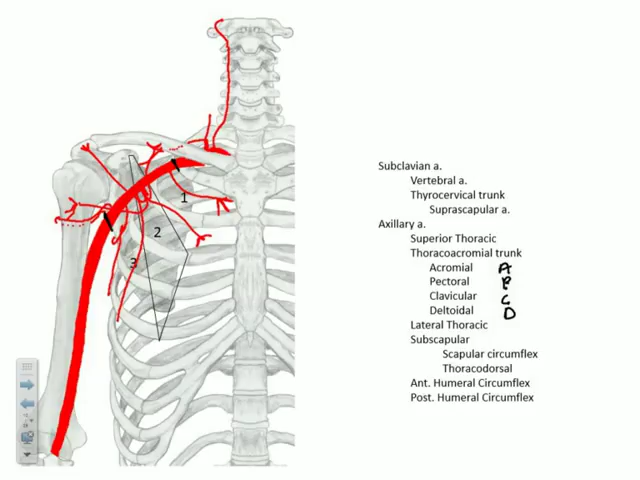 1
2
3
Subclavian a.
Vertebral a.
Thyrocervical trunk
Suprascapular a.
Axillary a.
Superior Thoracic
Thoracoacromial trunk
Acromial A
Pectoral P
Clavicular C
Deltoidal D
Lateral Thoracic
Subscapular
Scapular circumflex
Thoracodorsal
Ant. Humeral Circumflex
Post. Humeral Circumflex